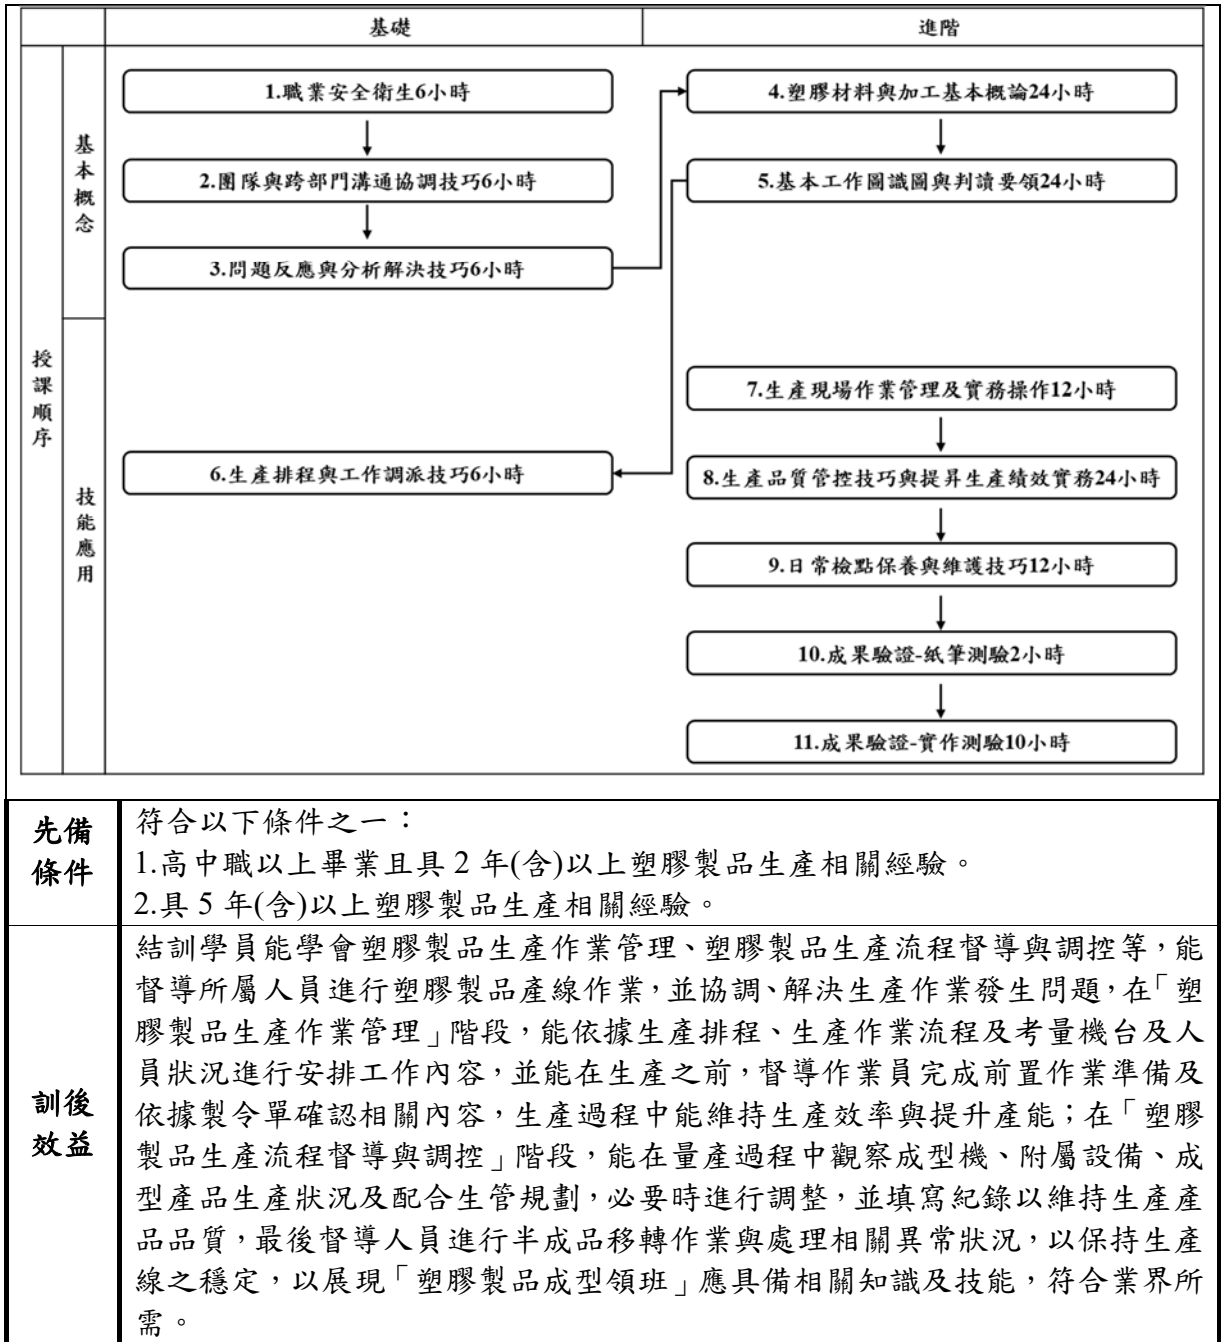 基礎
進階
授課順序
基本概念
1.職業安全衛生6小時
2.團隊與跨部門溝通協調技巧6小時
3.問題反應與分析解決技巧6小時
4.塑膠材料與加工基本概論24小時
5.基本工作圖識圖與判讀要領24小時
技能應用
6.生產排程與工作調派技巧6小時
7.生產現場作業管理及實務操作12小時
8.生產品質管控技巧與提昇生產績效實務24小時
9.日常檢點保養與維護技巧12小時
10.成果驗證-紙筆測驗2小時
11.成果驗證-實作測驗10小時
先備
條件
符合以下條件之一：
1.高中職以上畢業且具 2 年(含)以上塑膠製品生產相關經驗。
2.具 5 年(含)以上塑膠製品生產相關經驗。
訓後
效益
結訓學員能學會塑膠製品生產作業管理、塑膠製品生產流程督導與調控等，能
督導所屬人員進行塑膠製品產線作業，並協調、解決生產作業發生問題，在「塑
膠製品生產作業管理」階段，能依據生產排程、生產作業流程及考量機台及人
員狀況進行安排工作內容，並能在生產之前，督導作業員完成前置作業準備及
依據製令單確認相關內容，生產過程中能維持生產效率與提升產能；在「塑膠
製品生產流程督導與調控」階段，能在量產過程中觀察成型機、附屬設備、成
型產品生產狀況及配合生管規劃，必要時進行調整，並填寫紀錄以維持生產產
品品質，最後督導人員進行半成品移轉作業與處理相關異常狀況，以保持生產
線之穩定，以展現「塑膠製品成型領班」應具備相關知識及技能，符合業界所
需。